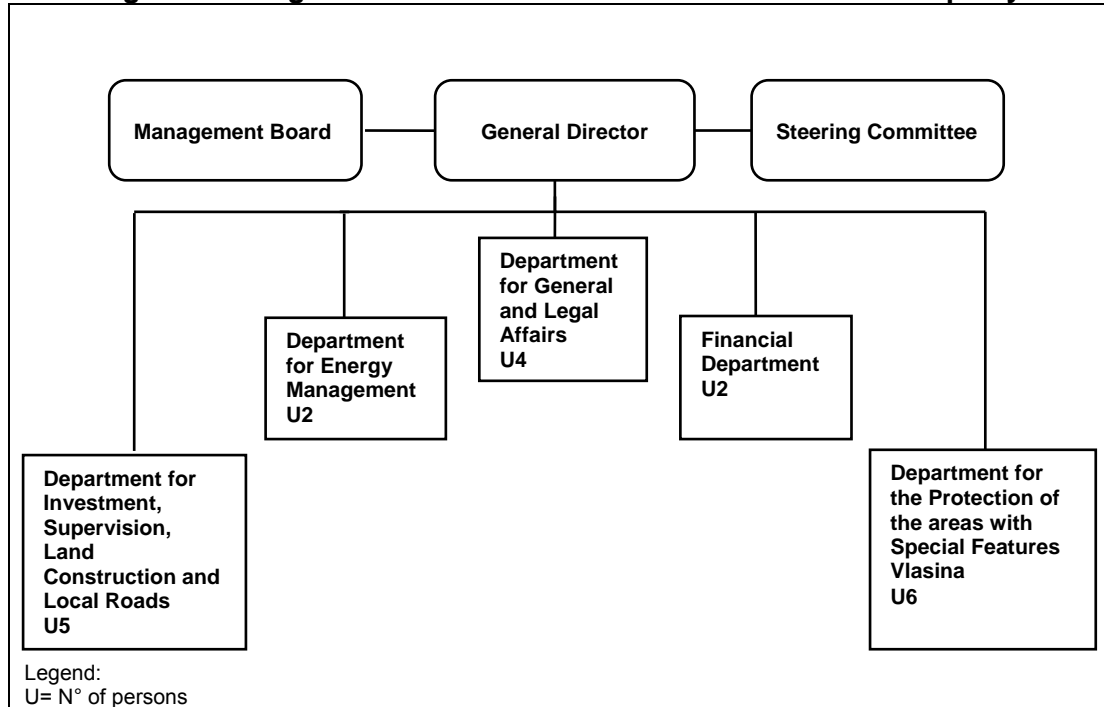 Management Board
General Director
Steering Committee
Department
for General
and Legal
Affairs
U4
Department
for Energy
Management
U2
Financial
Department
U2
Department for
Investment,
Supervision,
Land
Construction and
Local Roads
U5
Department for
the Protection of
the areas with
Special Features
Vlasina
U6
Legend:
U= N° of persons